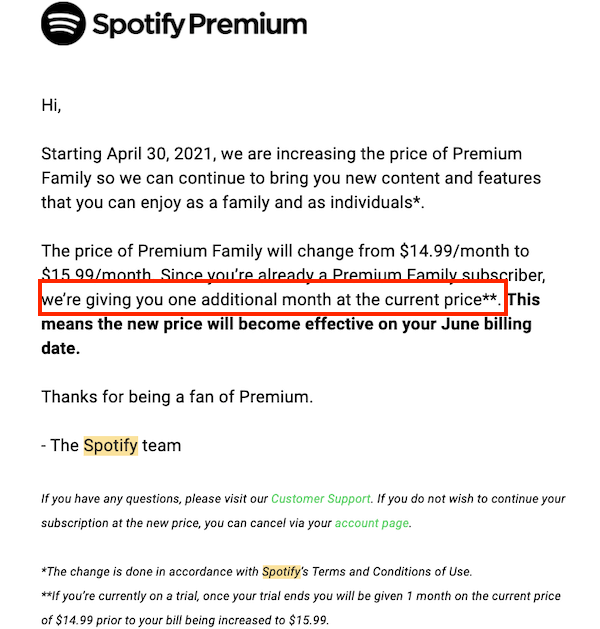 Spotify Premium
Hi,
Starting April 30, 2021, we are increasing the price of Premium
Family so we can continue to bring you new content and features
that you can enjoy as a family and as individuals*.
The price of Premium Family will change from $14.99/month to
$15.99/month. Since you're already a Premium Family subscriber,
we're giving you one additional month at the current price**. This
means the new price will become effective on your June billing
date.
Thanks for being a fan of Premium.
- The Spotify team
If you have any questions, please visit our Customer Support. If you do not wish to continue your
subscription at the new price, you can cancel via your account page.
*The change is done in accordance with Spotify's Terms and Conditions of Use.
**If you're currently on a trial, once your trial ends you will be given 1 month on the current price
of $14.99 prior to your bill being increased to $15.99.